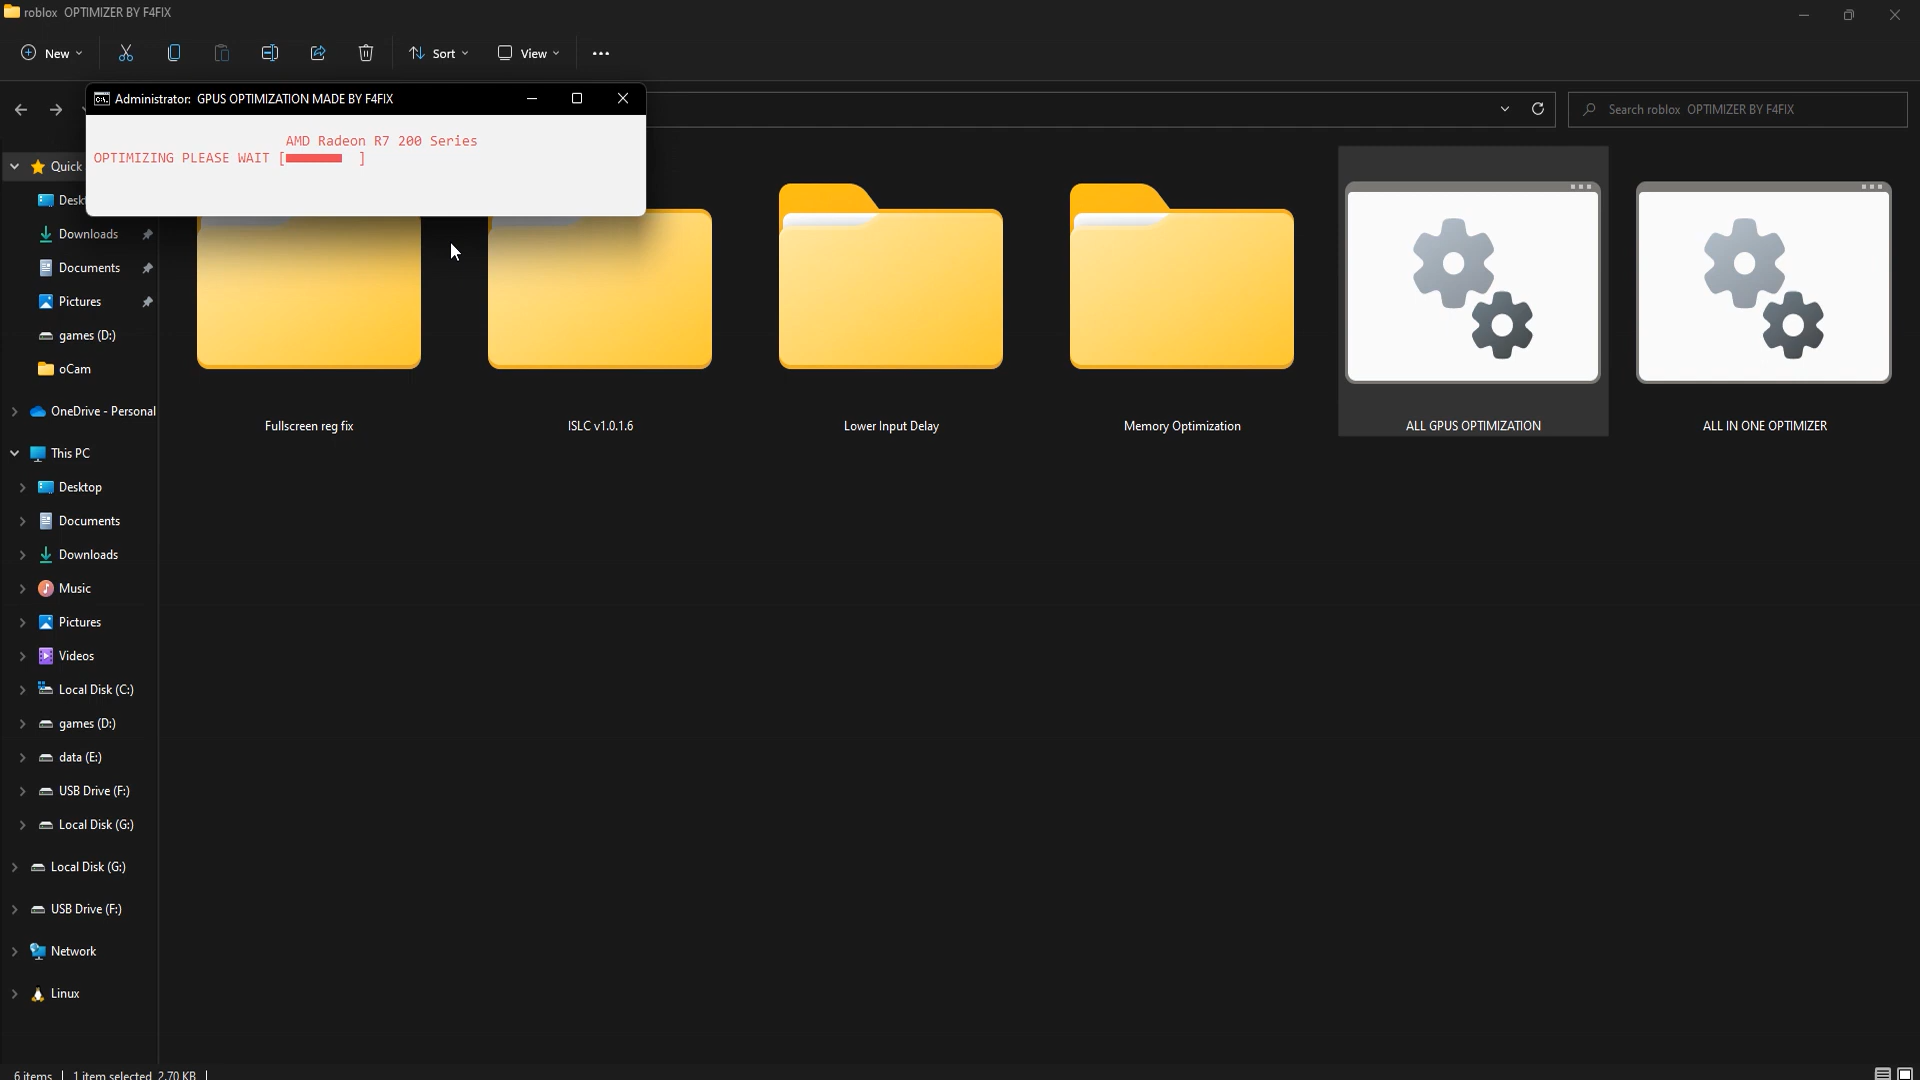 roblox OPTIMIZER BY F4FIX
New
Sort
View
Administrator: GPUS OPTIMIZATION MADE BY F4FIX
Search roblox OPTIMIZER BY F4FIX
AMD Radeon R7 200 Series
OPTIMIZING PLEASE WAIT [ ]
Quick
Desk
Downloads
Documents
Pictures
games (D:)
oCam
OneDrive - Personal
This PC
Desktop
Documents
Downloads
Music
Pictures
Videos
Local Disk (C:)
games (D:)
data (E:)
USB Drive (F:)
Local Disk (G:)
Local Disk (G:)
USB Drive (F:)
Network
Linux
Fullscreen reg fix
ISLC v1.0.1.6
Lower Input Delay
Memory Optimization
ALL GPUS OPTIMIZATION
ALL IN ONE OPTIMIZER
6 items
1 item selected 2.70 KB